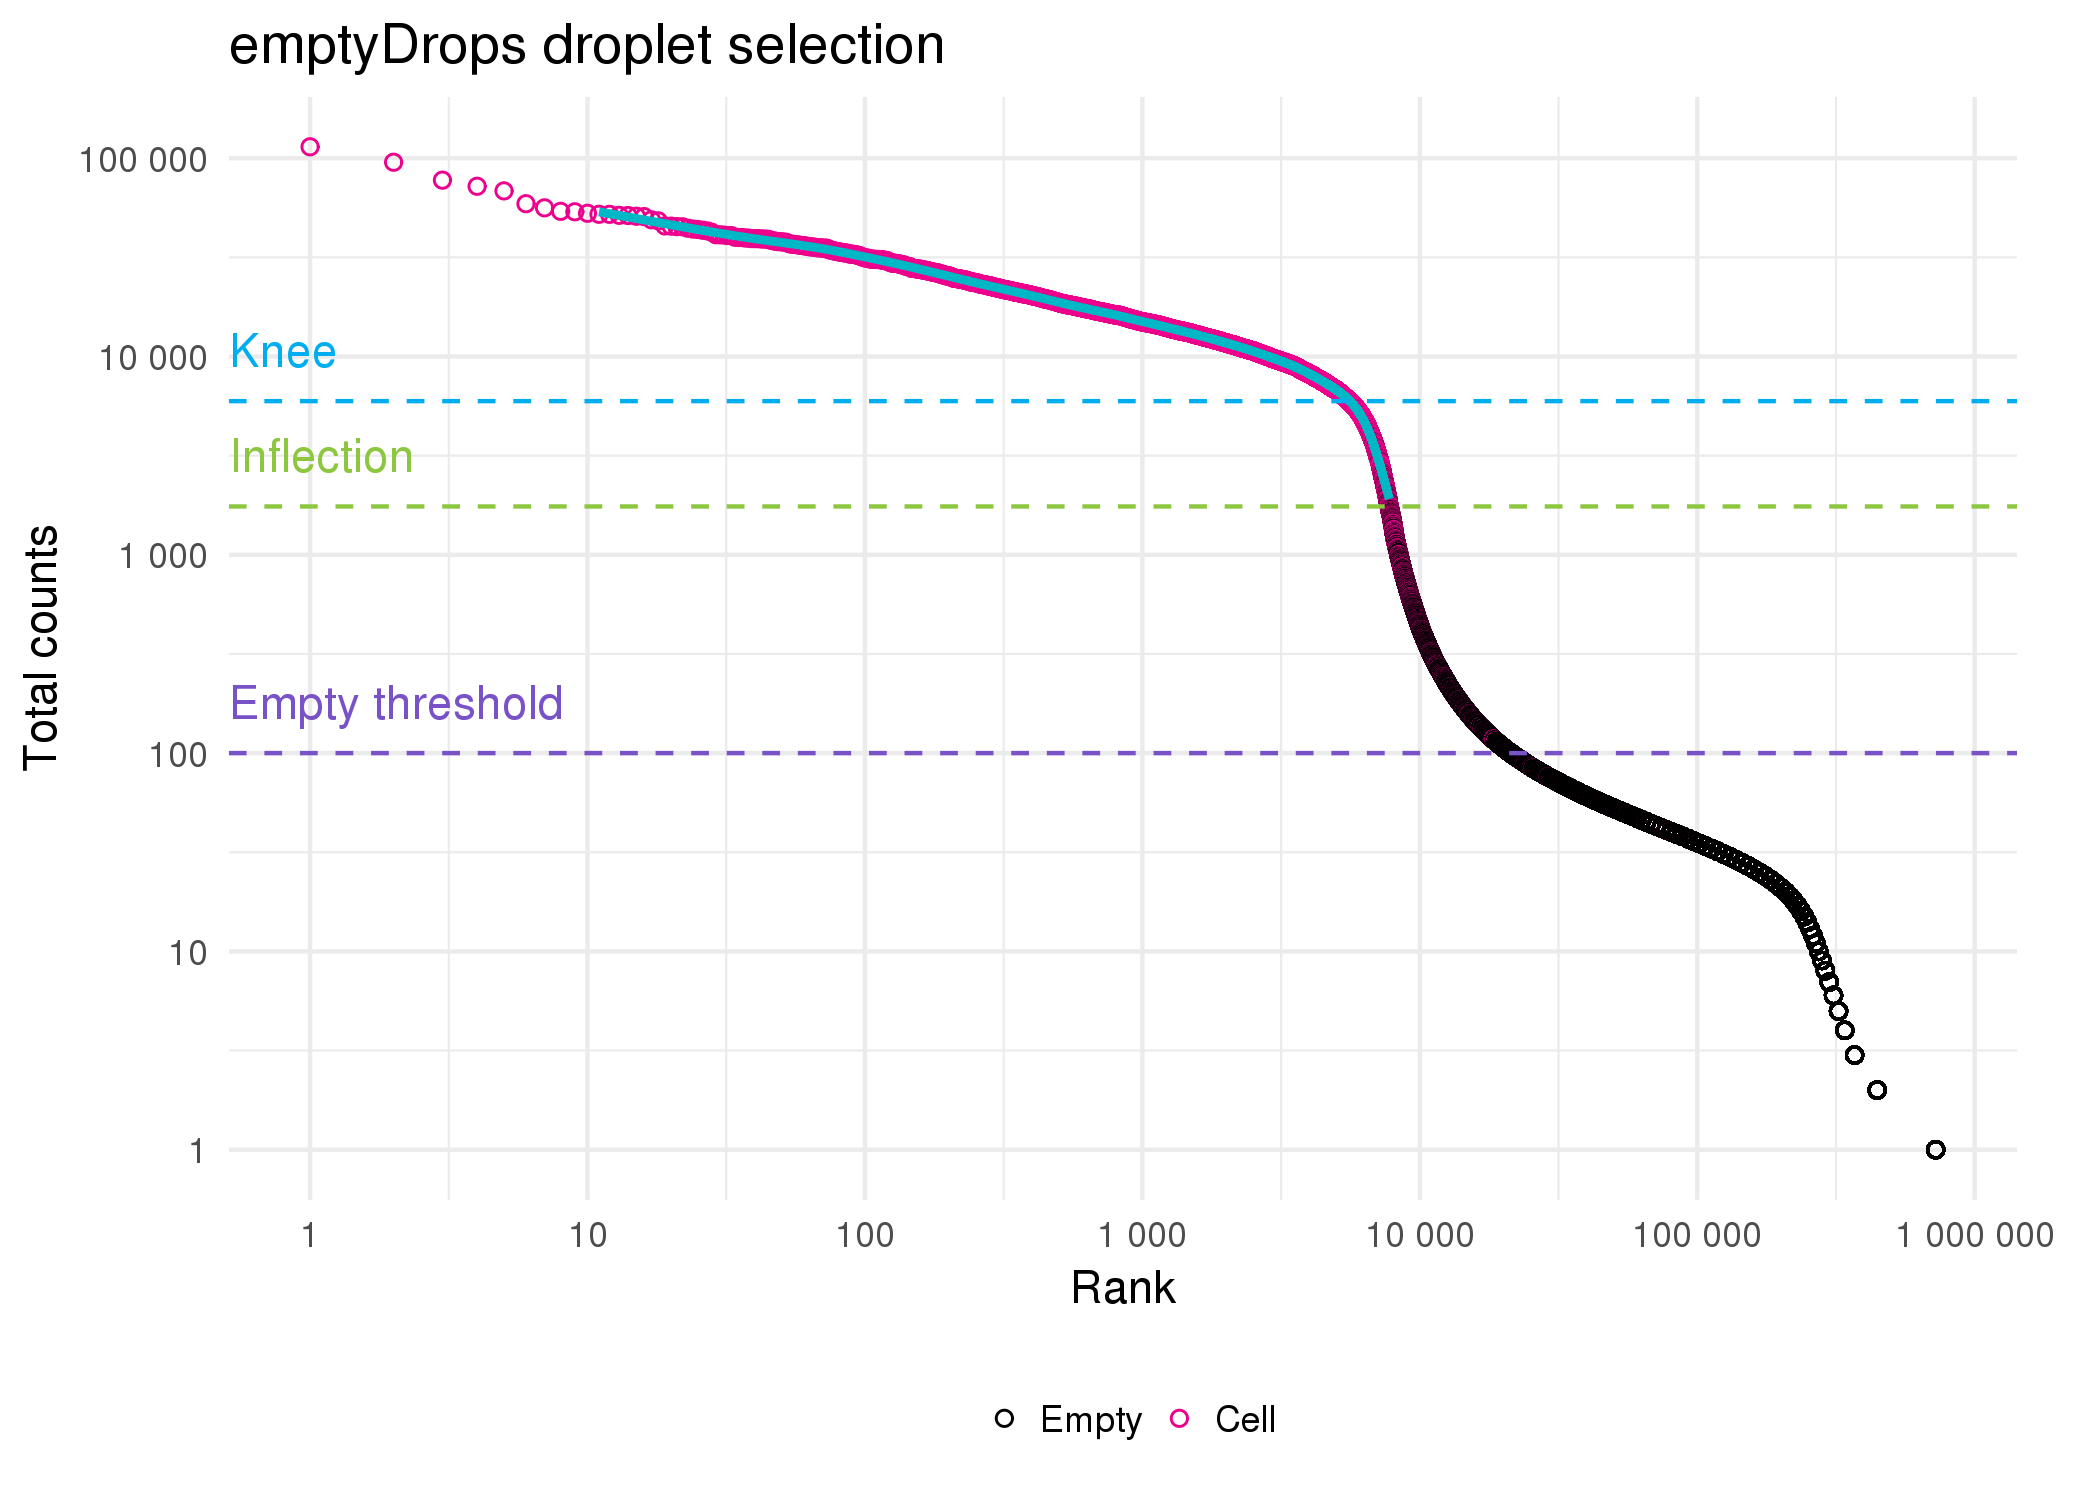 emptyDrops droplet selection
100 000
10 000
1 000
100
10
1
Total counts
Knee
Inflection
Empty threshold
1 10 100 1 000 10 000 100 000 1 000 000
Rank
Empty Cell